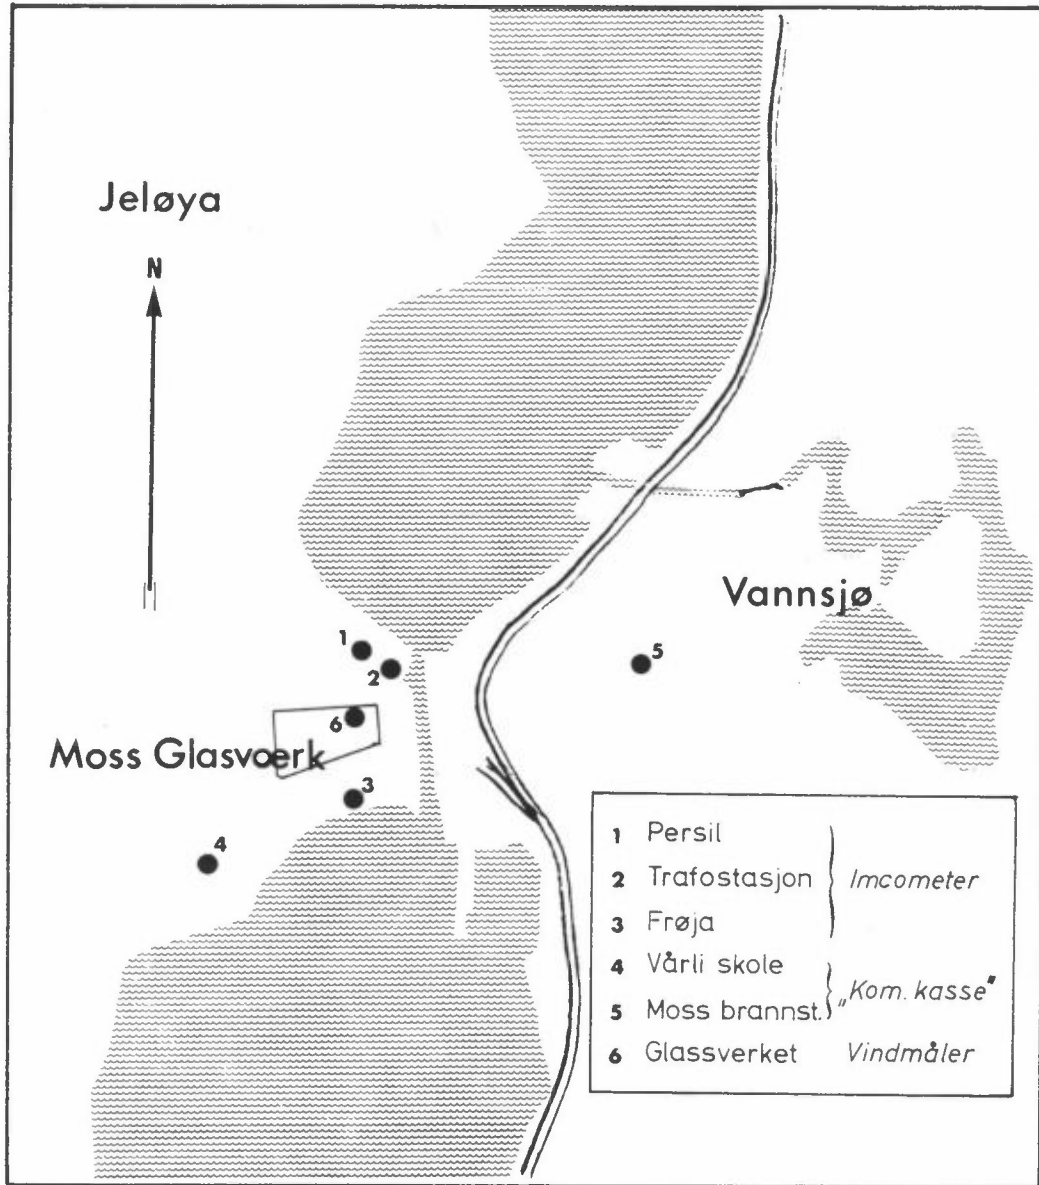 Jeløya
N
Vannsjø
1
2
5
6
Moss Glasværk
3
4
1 Persil
2 Trafostasjon Imcometer
3 Frøja
4 Vårli skole
5 Moss brannst. „Kom. kasse"
6 Glassverket Vindmåler